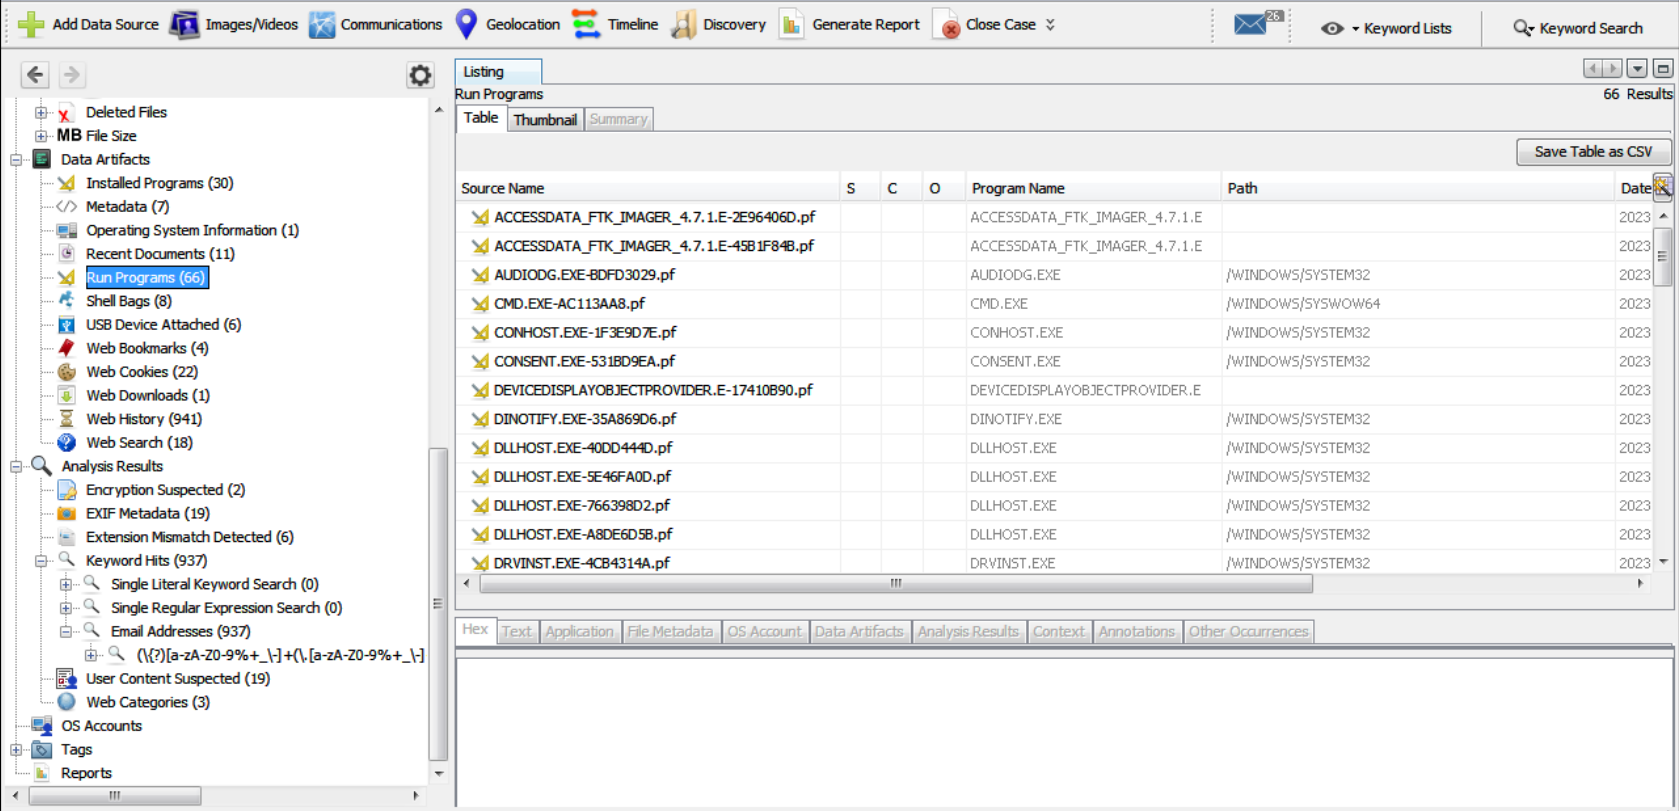 Add Data Source Images/Videos Communications Geolocation Timeline Discovery Generate Report Close Case 26 Keyword Lists Keyword Search
Deleted Files
MB File Size
Data Artifacts
Installed Programs (30)
Metadata (7)
Operating System Information (1)
Recent Documents (11)
Run Programs (66)
Shell Bags (8)
USB Device Attached (6)
Web Bookmarks (4)
Web Cookies (22)
Web Downloads (1)
Web History (941)
Web Search (18)
Analysis Results
Encryption Suspected (2)
EXIF Metadata (19)
Extension Mismatch Detected (6)
Keyword Hits (937)
Single Literal Keyword Search (0)
Single Regular Expression Search (0)
Email Addresses (937)
(\{?)[a-zA-Z0-9%+_\-]+(\.[a-zA-Z0-9%+_\-]
User Content Suspected (19)
Web Categories (3)
OS Accounts
Tags
Reports
Listing
Run Programs 66 Results
Table Thumbnail Summary
Save Table as CSV
Source Name S C O Program Name Path Date
ACCESSDATA_FTK_IMAGER_4.7.1.E-2E96406D.pf ACCESSDATA_FTK_IMAGER_4.7.1.E 2023
ACCESSDATA_FTK_IMAGER_4.7.1.E-45B1F84B.pf ACCESSDATA_FTK_IMAGER_4.7.1.E 2023
AUDIODG.EXE-BDFD3029.pf AUDIODG.EXE /WINDOWS/SYSTEM32 2023
CMD.EXE-AC113AA8.pf CMD.EXE /WINDOWS/SYSWOW64 2023
CONHOST.EXE-1F3E9D7E.pf CONHOST.EXE /WINDOWS/SYSTEM32 2023
CONSENT.EXE-531BD9EA.pf CONSENT.EXE /WINDOWS/SYSTEM32 2023
DEVICEDISPLAYOBJECTPROVIDER.E-17410B90.pf DEVICEDISPLAYOBJECTPROVIDER.E 2023
DINOTIFY.EXE-35A869D6.pf DINOTIFY.EXE /WINDOWS/SYSTEM32 2023
DLLHOST.EXE-40DD444D.pf DLLHOST.EXE /WINDOWS/SYSTEM32 2023
DLLHOST.EXE-5E46FA0D.pf DLLHOST.EXE /WINDOWS/SYSTEM32 2023
DLLHOST.EXE-766398D2.pf DLLHOST.EXE /WINDOWS/SYSTEM32 2023
DLLHOST.EXE-A8DE6D5B.pf DLLHOST.EXE /WINDOWS/SYSTEM32 2023
DRVINST.EXE-4CB4314A.pf DRVINST.EXE /WINDOWS/SYSTEM32 2023
Hex Text Application File Metadata OS Account Data Artifacts Analysis Results Context Annotations Other Occurrences